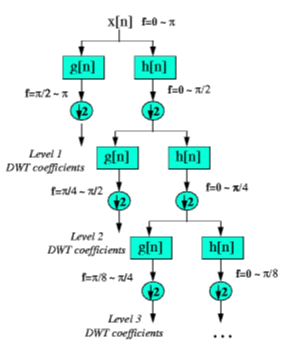 x[n] f=0 ~ π
g[n] h[n]
f=π/2 ~ π f=0 ~ π/2
↓2 ↓2
Level 1
DWT coefficients
g[n] h[n]
f=π/4 ~ π/2 f=0 ~ π/4
↓2 ↓2
Level 2
DWT coefficients
g[n] h[n]
f=π/8 ~ π/4 f=0 ~ π/8
↓2 ↓2
Level 3
DWT coefficients
...